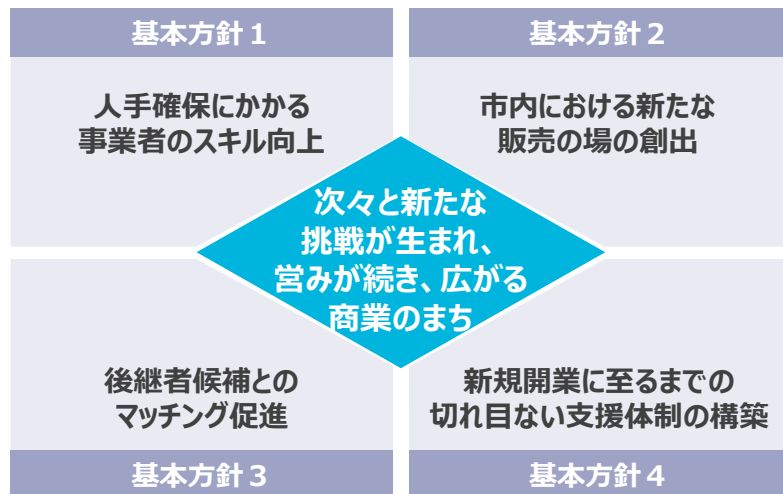 基本方針１
人手確保にかかる
事業者のスキル向上
基本方針２
市内における新たな
販売の場の創出
次々と新たな
挑戦が生まれ、
営みが続き、広がる
商業のまち
後継者候補との
マッチング促進
基本方針３
新規開業に至るまでの
切れ目ない支援体制の構築
基本方針４